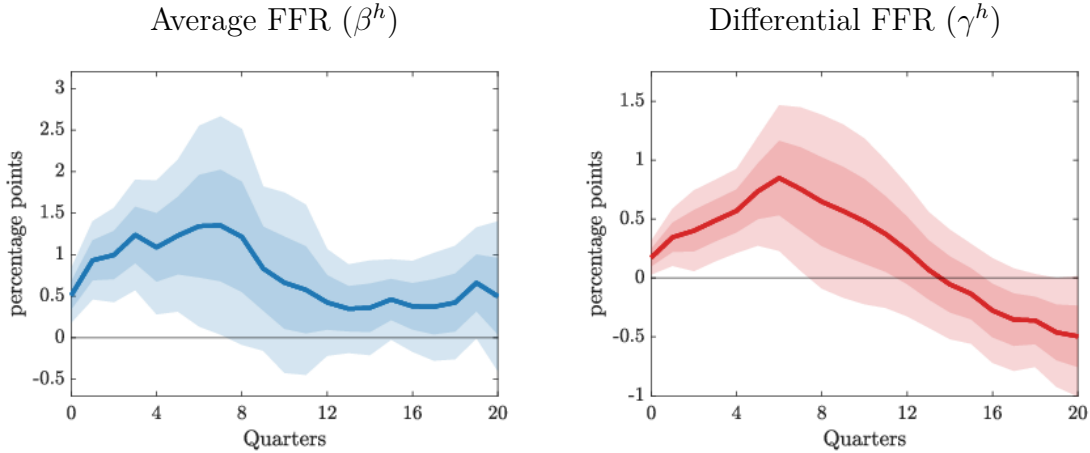 Average FFR (β^h)
percentage points
3
2.5
2
1.5
1
0.5
0
-0.5
0 4 8 12 16 20
Quarters
Differential FFR (γ^h)
percentage points
1.5
1
0.5
0
-0.5
-1
0 4 8 12 16 20
Quarters